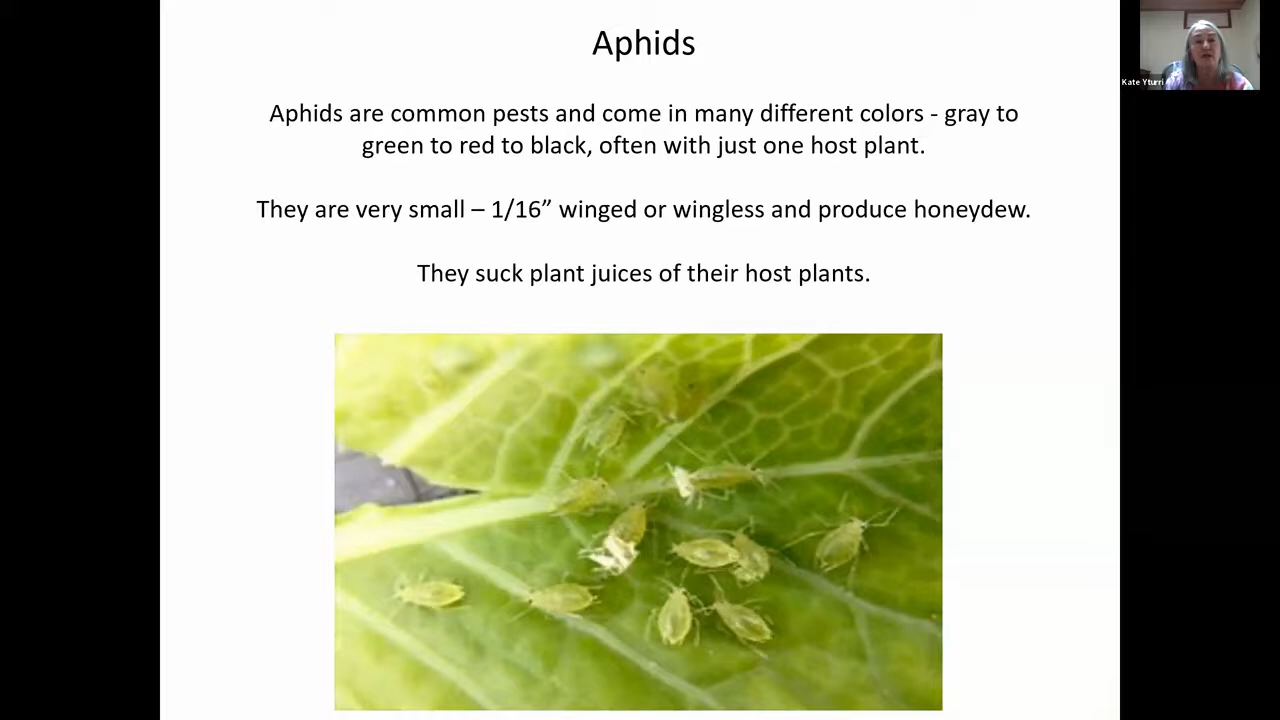 Aphids
Aphids are common pests and come in many different colors - gray to
green to red to black, often with just one host plant.
They are very small – 1/16” winged or wingless and produce honeydew.
They suck plant juices of their host plants.
Kate Yturri